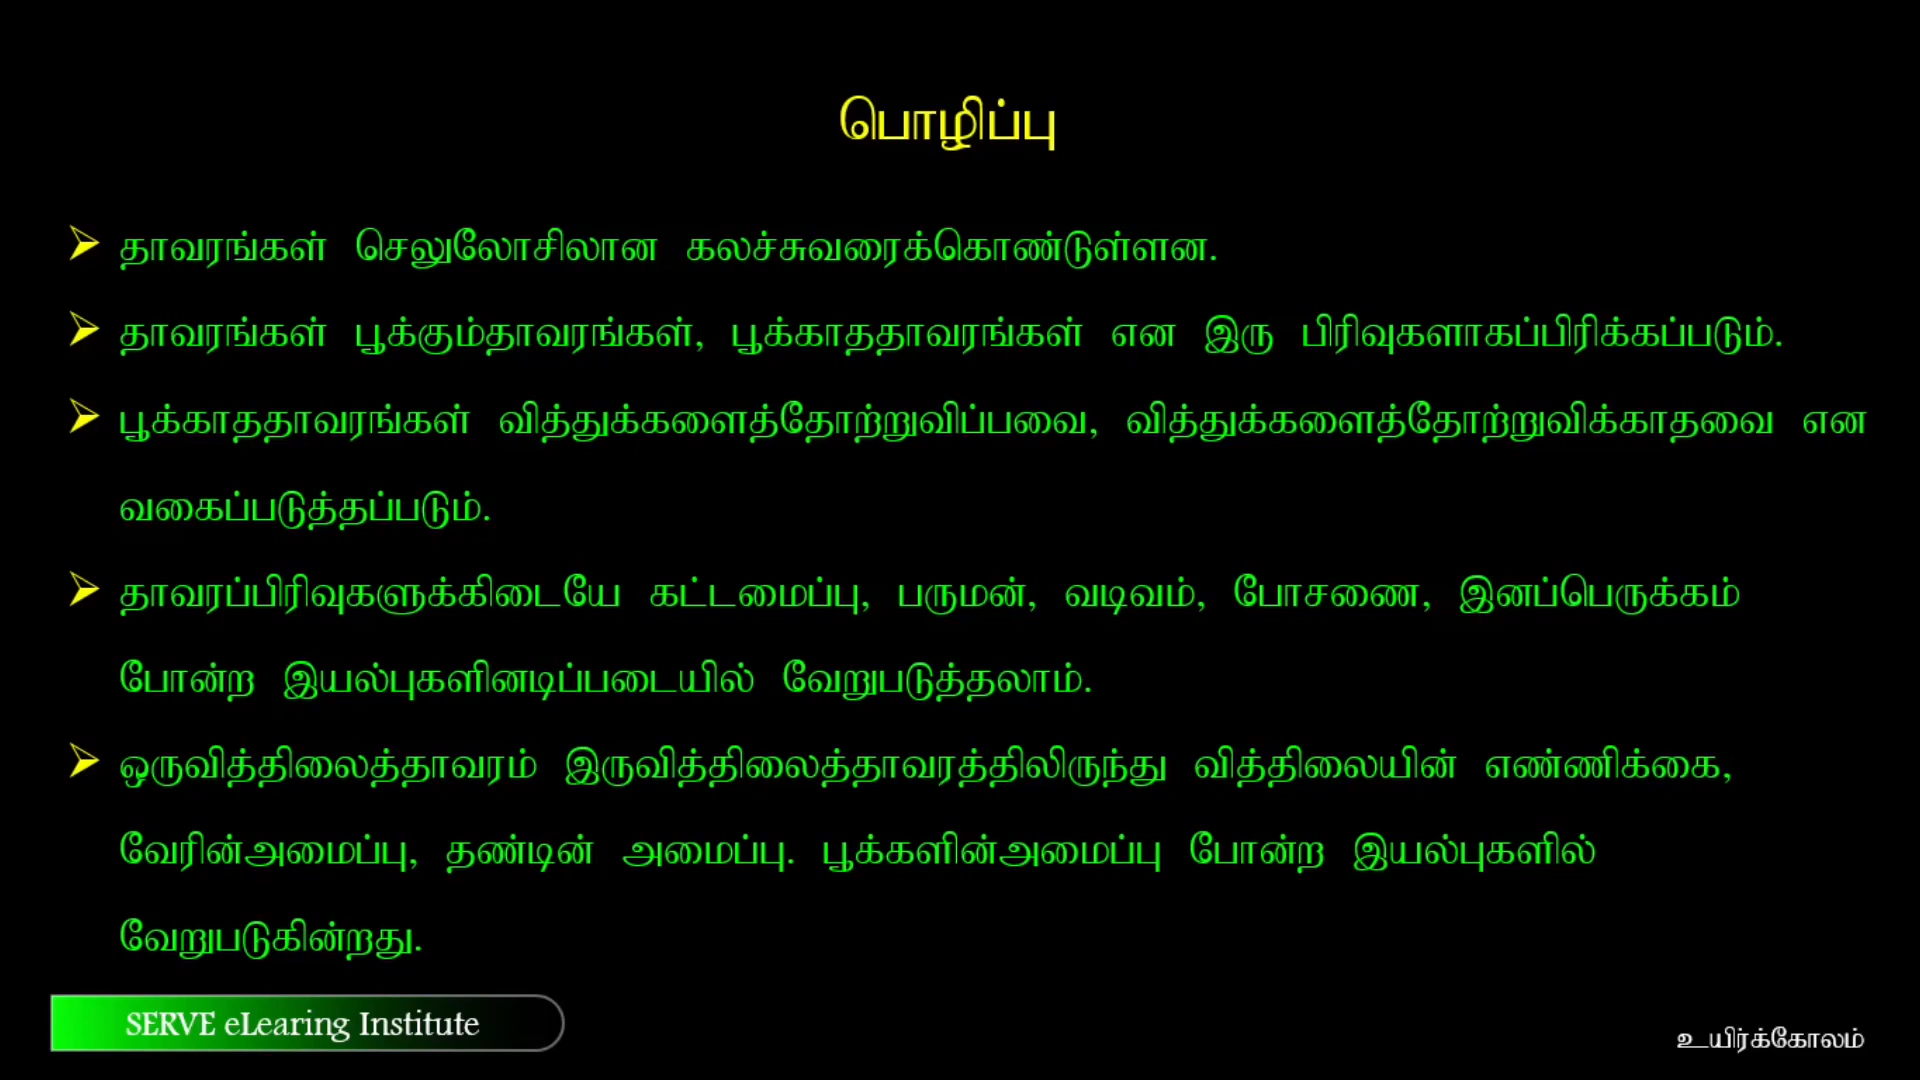 பொழிப்பு
தாவரங்கள் செலுலோசிலான கலச்சுவரைக்கொண்டுள்ளன.
தாவரங்கள் பூக்கும்தாவரங்கள், பூக்காததாவரங்கள் என இரு பிரிவுகளாகப்பிரிக்கப்படும்.
பூக்காததாவரங்கள் வித்துக்களைத்தோற்றுவிப்பவை, வித்துக்களைத்தோற்றுவிக்காதவை என
வகைப்படுத்தப்படும்.
தாவரப்பிரிவுகளுக்கிடையே கட்டமைப்பு, பருமன், வடிவம், போசணை, இனப்பெருக்கம்
போன்ற இயல்புகளினடிப்படையில் வேறுபடுத்தலாம்.
ஒருவித்திலைத்தாவரம் இருவித்திலைத்தாவரத்திலிருந்து வித்திலையின் எண்ணிக்கை,
வேரின்அமைப்பு, தண்டின் அமைப்பு. பூக்களின்அமைப்பு போன்ற இயல்புகளில்
வேறுபடுகின்றது.
SERVE eLearing Institute
உயிர்க்கோலம்